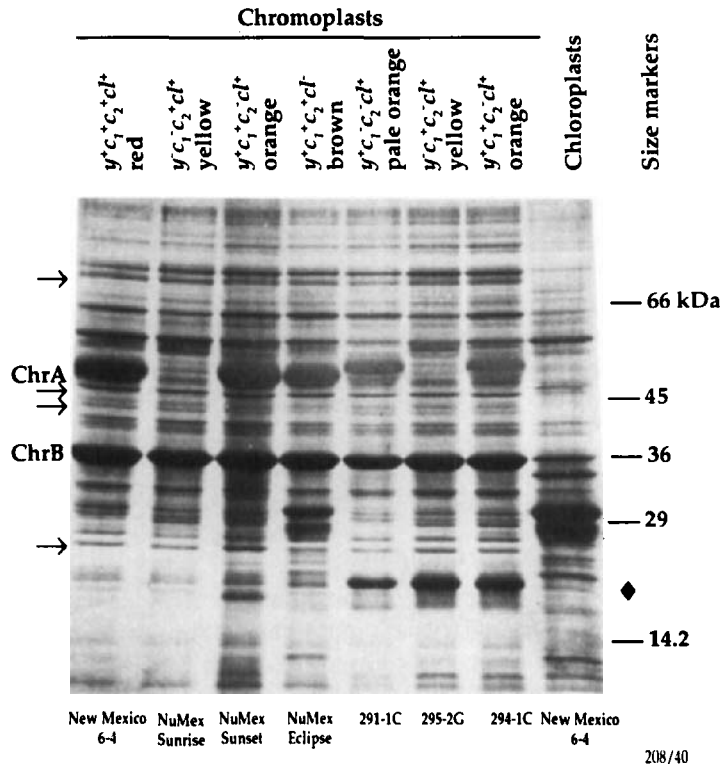 Chromoplasts
y⁺c₁⁺c₂⁺cl⁺
red
y⁻c₁⁻c₂⁺cl⁺
yellow
y⁺c₁⁺c₂⁻cl⁺
orange
y⁺c₁⁺c₂⁺cl⁻
brown
y⁺c₁⁻c₂⁻cl⁺
pale orange
y⁻c₁⁺c₂⁻cl⁺
yellow
y⁺c₁⁺c₂⁻cl⁺
orange
Chloroplasts
Size markers
→
66 kDa
ChrA
→
45
→
ChrB
36
29
→
◆
14.2
New Mexico
6-4
NuMex
Sunrise
NuMex
Sunset
NuMex
Eclipse
291-1C
295-2G
294-1C
New Mexico
6-4
208/40